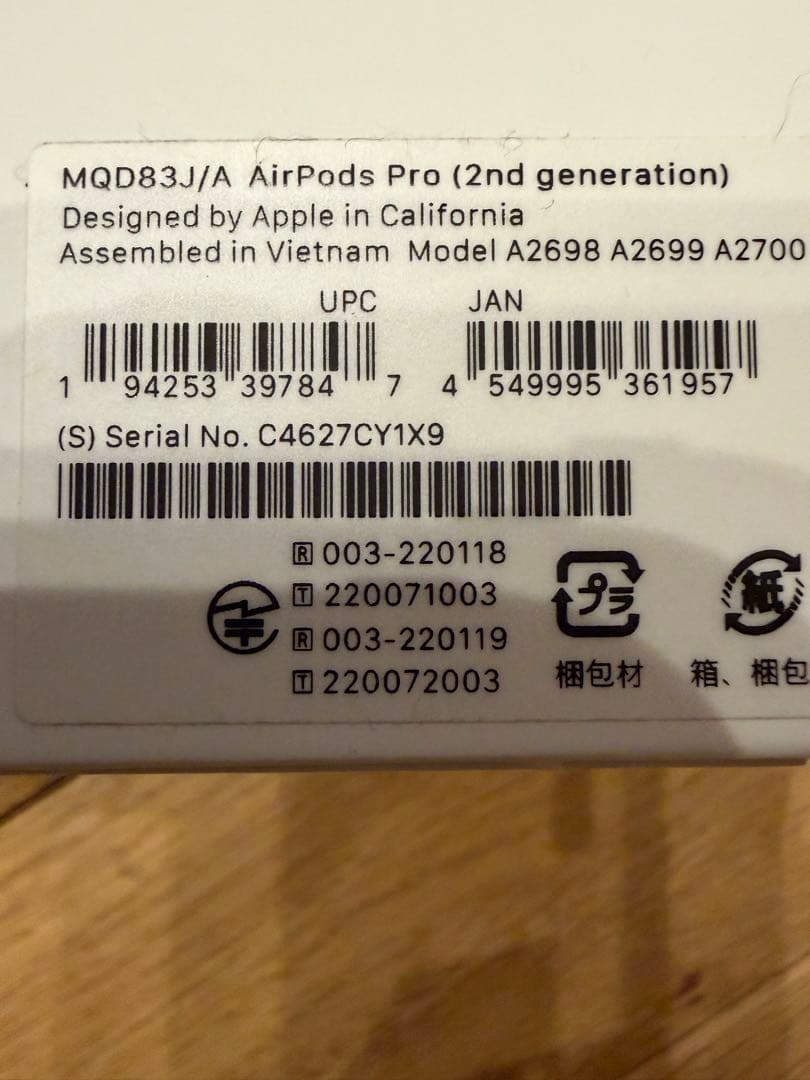 MQD83J/A AirPods Pro (2nd generation)
Designed by Apple in California
Assembled in Vietnam Model A2698 A2699 A2700
UPC JAN
1 94253 39784 7 4 549995 361957
(S) Serial No. C4627CY1X9
R 003-220118
T 220071003
R 003-220119
T 220072003
プラ 紙
梱包材 箱、梱包